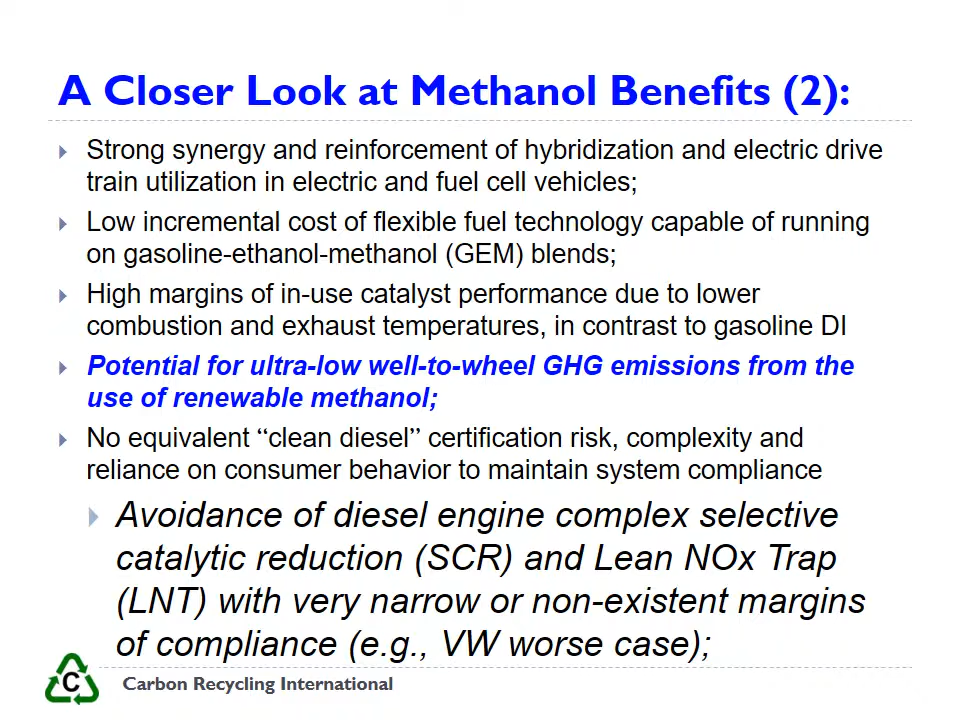 A Closer Look at Methanol Benefits (2):
Strong synergy and reinforcement of hybridization and electric drive
train utilization in electric and fuel cell vehicles;
Low incremental cost of flexible fuel technology capable of running
on gasoline-ethanol-methanol (GEM) blends;
High margins of in-use catalyst performance due to lower
combustion and exhaust temperatures, in contrast to gasoline DI
Potential for ultra-low well-to-wheel GHG emissions from the
use of renewable methanol;
No equivalent “clean diesel” certification risk, complexity and
reliance on consumer behavior to maintain system compliance
Avoidance of diesel engine complex selective
catalytic reduction (SCR) and Lean NOx Trap
(LNT) with very narrow or non-existent margins
of compliance (e.g., VW worse case);
C
Carbon Recycling International